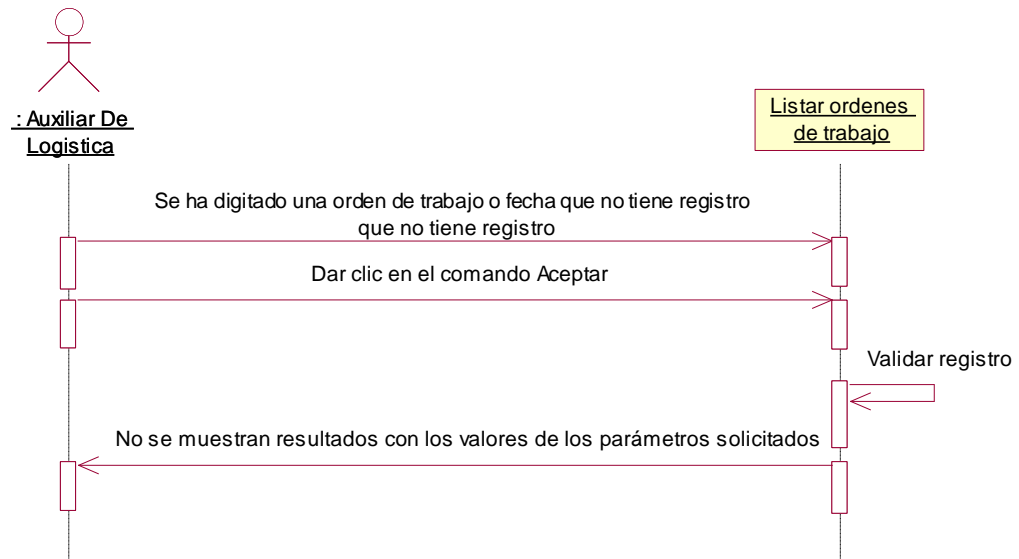 : Auxiliar De
Logistica
Listar ordenes
de trabajo
Se ha digitado una orden de trabajo o fecha que no tiene registro
que no tiene registro
Dar clic en el comando Aceptar
Validar registro
No se muestran resultados con los valores de los parámetros solicitados